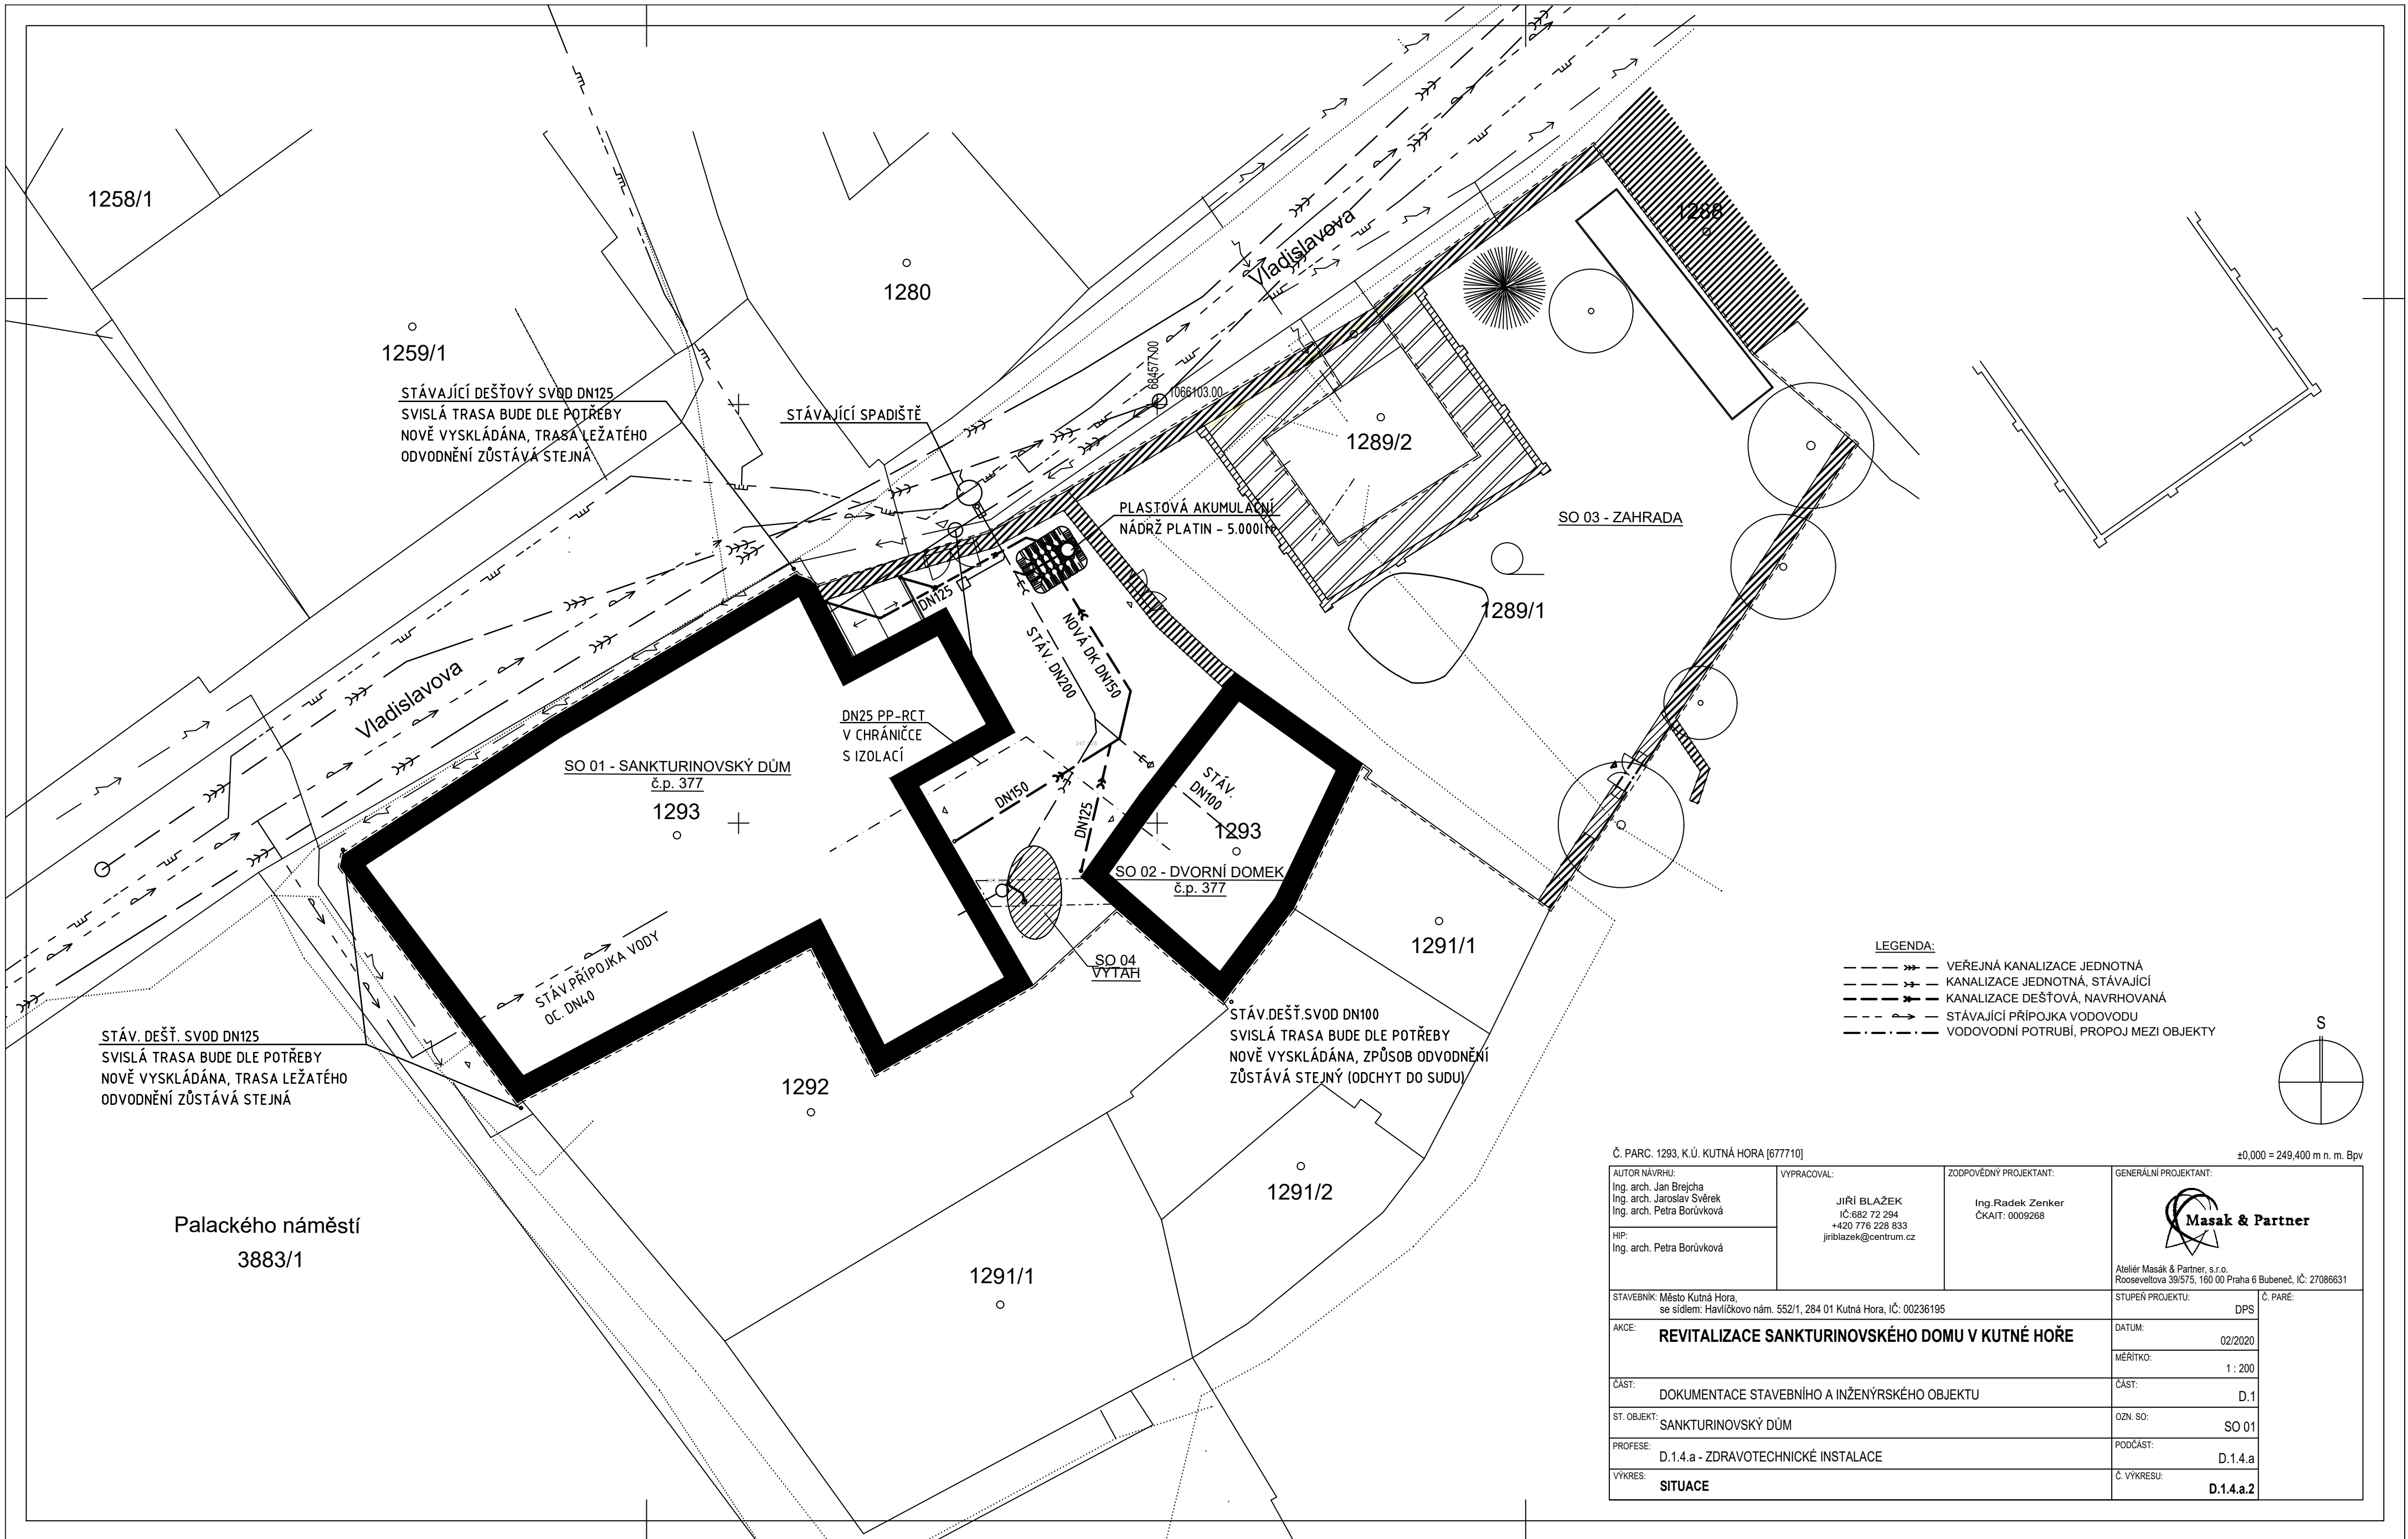 1258/1
1259/1
1280
1288
Vladislavova
684577.00
1066103.00
STÁVAJÍCÍ DEŠŤOVÝ SVOD DN125
SVISLÁ TRASA BUDE DLE POTŘEBY
NOVĚ VYSKLÁDÁNA, TRASA LEŽATÉHO
ODVODNĚNÍ ZŮSTÁVÁ STEJNÁ
STÁVAJÍCÍ SPADIŠTĚ
PLASTOVÁ AKUMULAČNÍ
NÁDRŽ PLATIN - 5.000ltr
1289/2
SO 03 - ZAHRADA
1289/1
DN125
STÁV. DN200
NOVÁ DK DN150
Vladislavova
DN25 PP-RCT
V CHRÁNIČCE
S IZOLACÍ
SO 01 - SANKTURINOVSKÝ DŮM
č.p. 377
1293
DN150
DN125
STÁV.
DN100
1293
SO 02 - DVORNÍ DOMEK
č.p. 377
STÁV.PŘÍPOJKA VODY
OC. DN40
SO 04
VÝTAH
1291/1
STÁV. DEŠŤ. SVOD DN125
SVISLÁ TRASA BUDE DLE POTŘEBY
NOVĚ VYSKLÁDÁNA, TRASA LEŽATÉHO
ODVODNĚNÍ ZŮSTÁVÁ STEJNÁ
STÁV.DEŠŤ.SVOD DN100
SVISLÁ TRASA BUDE DLE POTŘEBY
NOVĚ VYSKLÁDÁNA, ZPŮSOB ODVODNĚNÍ
ZŮSTÁVÁ STEJNÝ (ODCHYT DO SUDU)
1292
1291/2
1291/1
Palackého náměstí
3883/1
LEGENDA:
VEŘEJNÁ KANALIZACE JEDNOTNÁ
KANALIZACE JEDNOTNÁ, STÁVAJÍCÍ
KANALIZACE DEŠŤOVÁ, NAVRHOVANÁ
STÁVAJÍCÍ PŘÍPOJKA VODOVODU
VODOVODNÍ POTRUBÍ, PROPOJ MEZI OBJEKTY
S
Č. PARC. 1293, K.Ú. KUTNÁ HORA [677710]
±0,000 = 249,400 m n. m. Bpv
AUTOR NÁVRHU:
Ing. arch. Jan Brejcha
Ing. arch. Jaroslav Svěrek
Ing. arch. Petra Borůvková
HIP:
Ing. arch. Petra Borůvková
VYPRACOVAL:
JIŘÍ BLAŽEK
IČ:682 72 294
+420 776 228 833
jiriblazek@centrum.cz
ZODPOVĚDNÝ PROJEKTANT:
Ing.Radek Zenker
ČKAIT: 0009268
GENERÁLNÍ PROJEKTANT:
Masak & Partner
Ateliér Masák & Partner, s.r.o.
Rooseveltova 39/575, 160 00 Praha 6 Bubeneč, IČ: 27086631
STAVEBNÍK: Město Kutná Hora,
se sídlem: Havlíčkovo nám. 552/1, 284 01 Kutná Hora, IČ: 00236195
STUPEŇ PROJEKTU:
DPS
Č. PARÉ:
AKCE: REVITALIZACE SANKTURINOVSKÉHO DOMU V KUTNÉ HOŘE
DATUM:
02/2020
MĚŘÍTKO:
1 : 200
ČÁST: DOKUMENTACE STAVEBNÍHO A INŽENÝRSKÉHO OBJEKTU
ČÁST:
D.1
ST. OBJEKT: SANKTURINOVSKÝ DŮM
OZN. SO:
SO 01
PROFESE: D.1.4.a - ZDRAVOTECHNICKÉ INSTALACE
PODČÁST:
D.1.4.a
VÝKRES: SITUACE
Č. VÝKRESU:
D.1.4.a.2